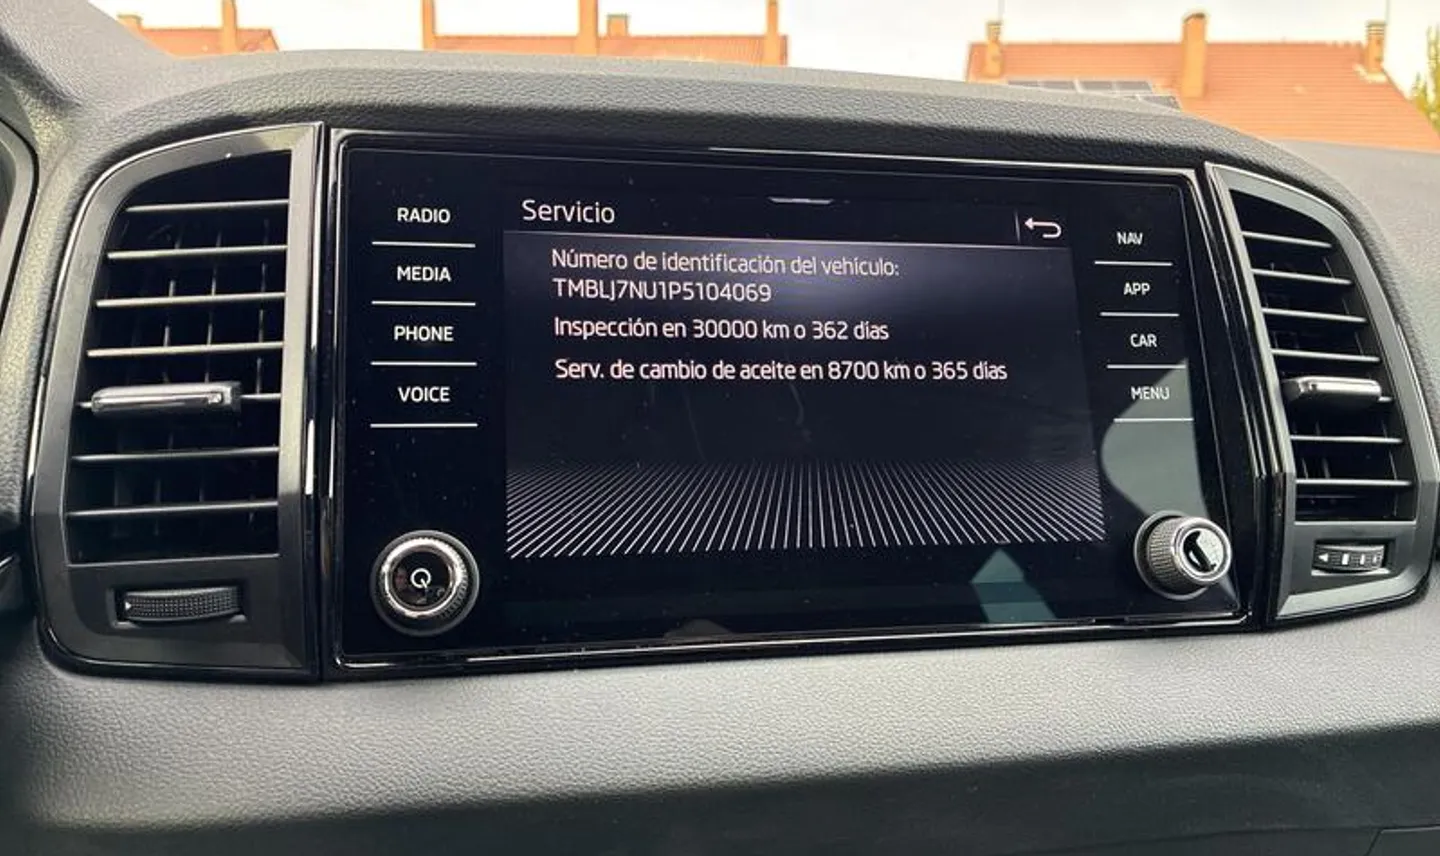 RADIO
MEDIA
PHONE
VOICE
Servicio
Número de identificación del vehículo:
TMBLJ7NU1P5104069
Inspección en 30000 km o 362 días
Serv. de cambio de aceite en 8700 km o 365 días
NAV
APP
CAR
MENU